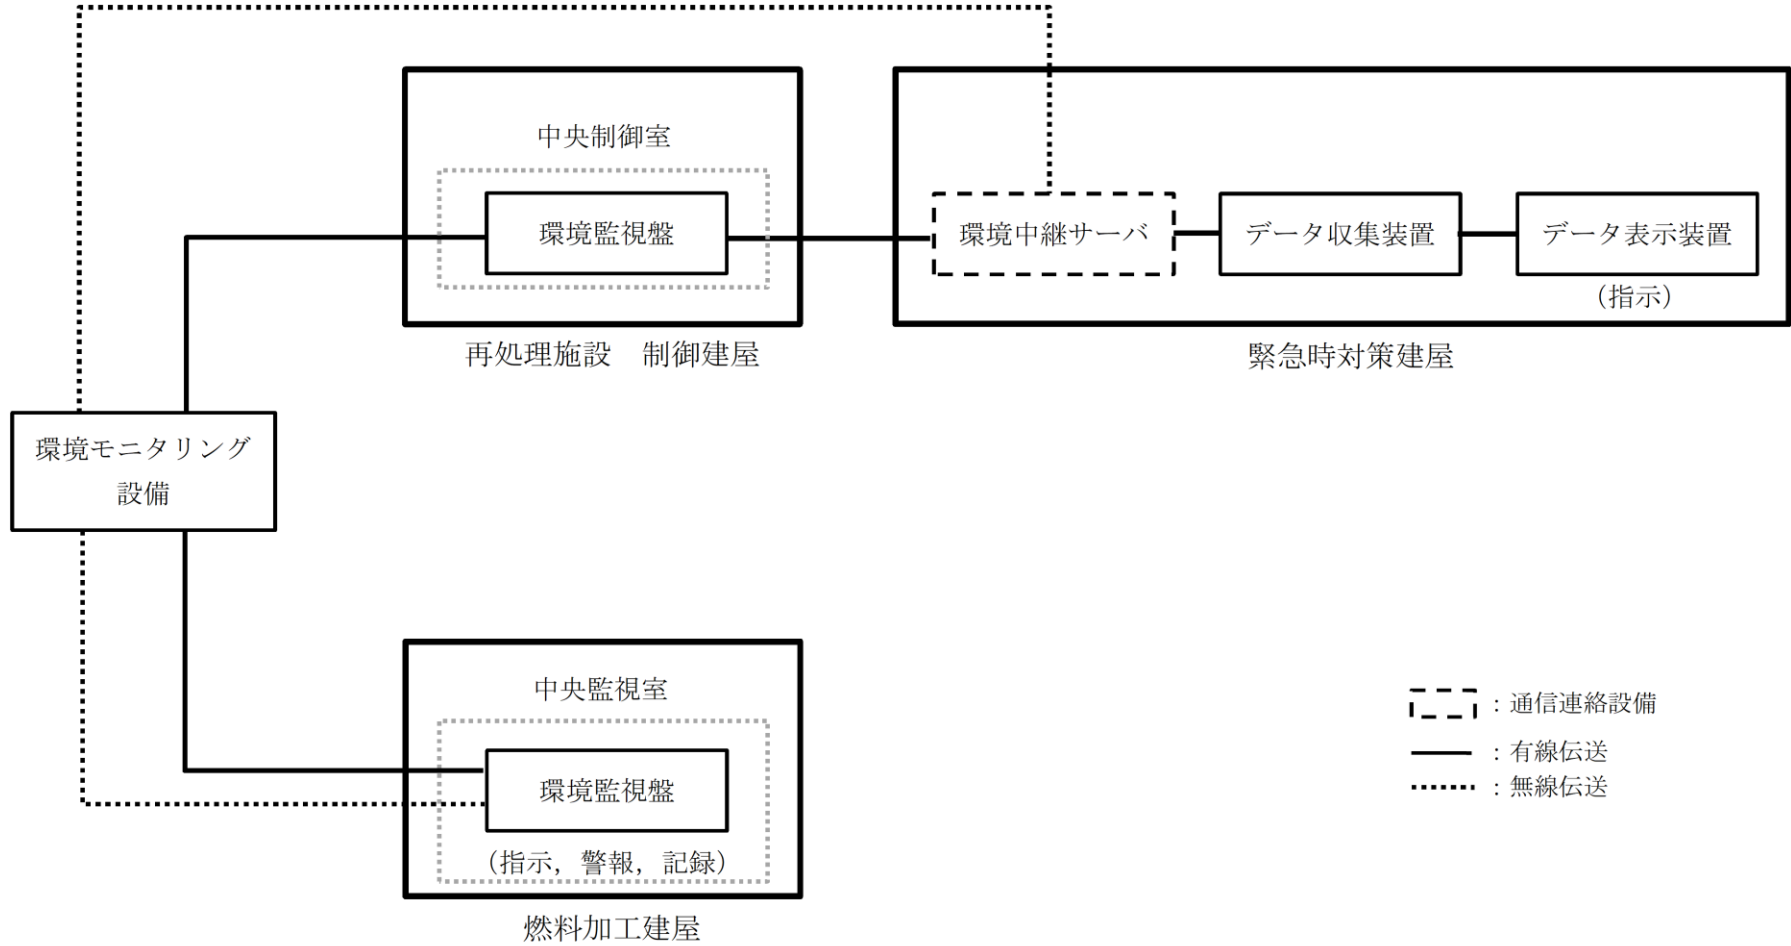 中央制御室
環境監視盤
環境中継サーバ
データ収集装置
データ表示装置
（指示）
再処理施設　制御建屋
緊急時対策建屋
環境モニタリング
設備
中央監視室
環境監視盤
（指示，警報，記録）
燃料加工建屋
：通信連絡設備
：有線伝送
：無線伝送